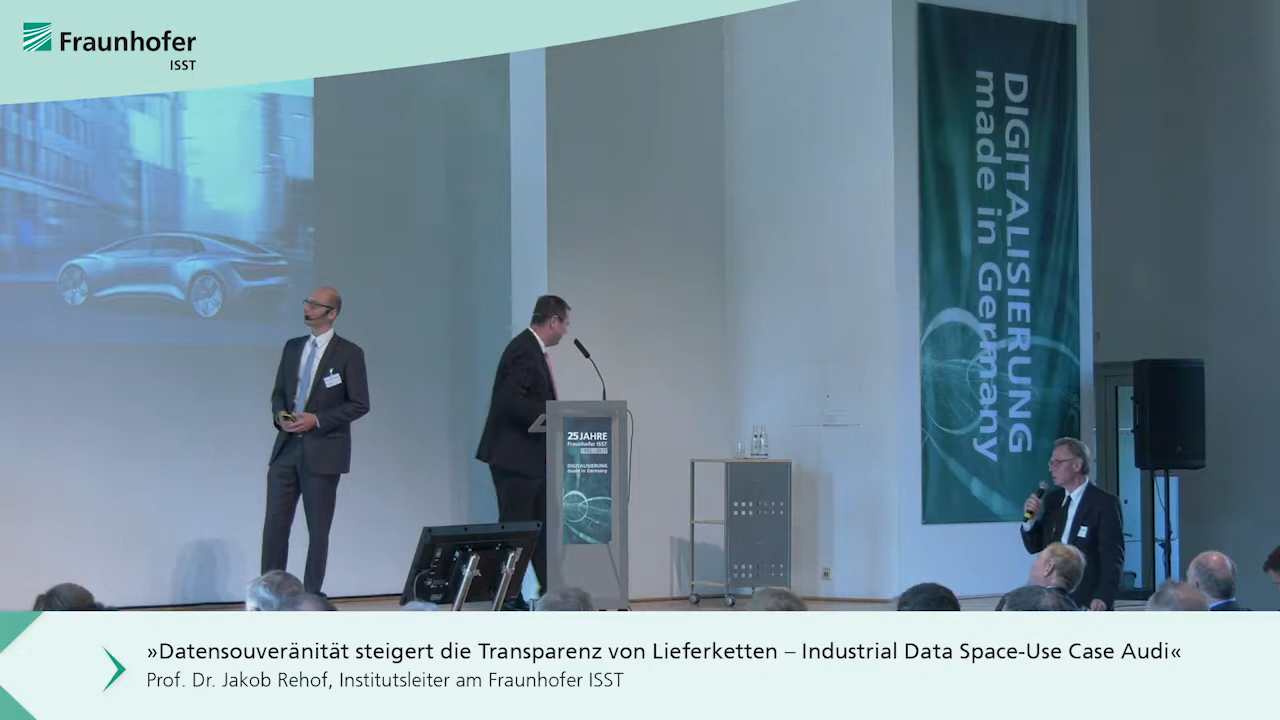 Fraunhofer
ISST
DIGITALISIERUNG
made in Germany
25 JAHRE
Fraunhofer ISST
DIGITALISIERUNG
made in Germany
»Datensouveränität steigert die Transparenz von Lieferketten – Industrial Data Space-Use Case Audi«
Prof. Dr. Jakob Rehof, Institutsleiter am Fraunhofer ISST